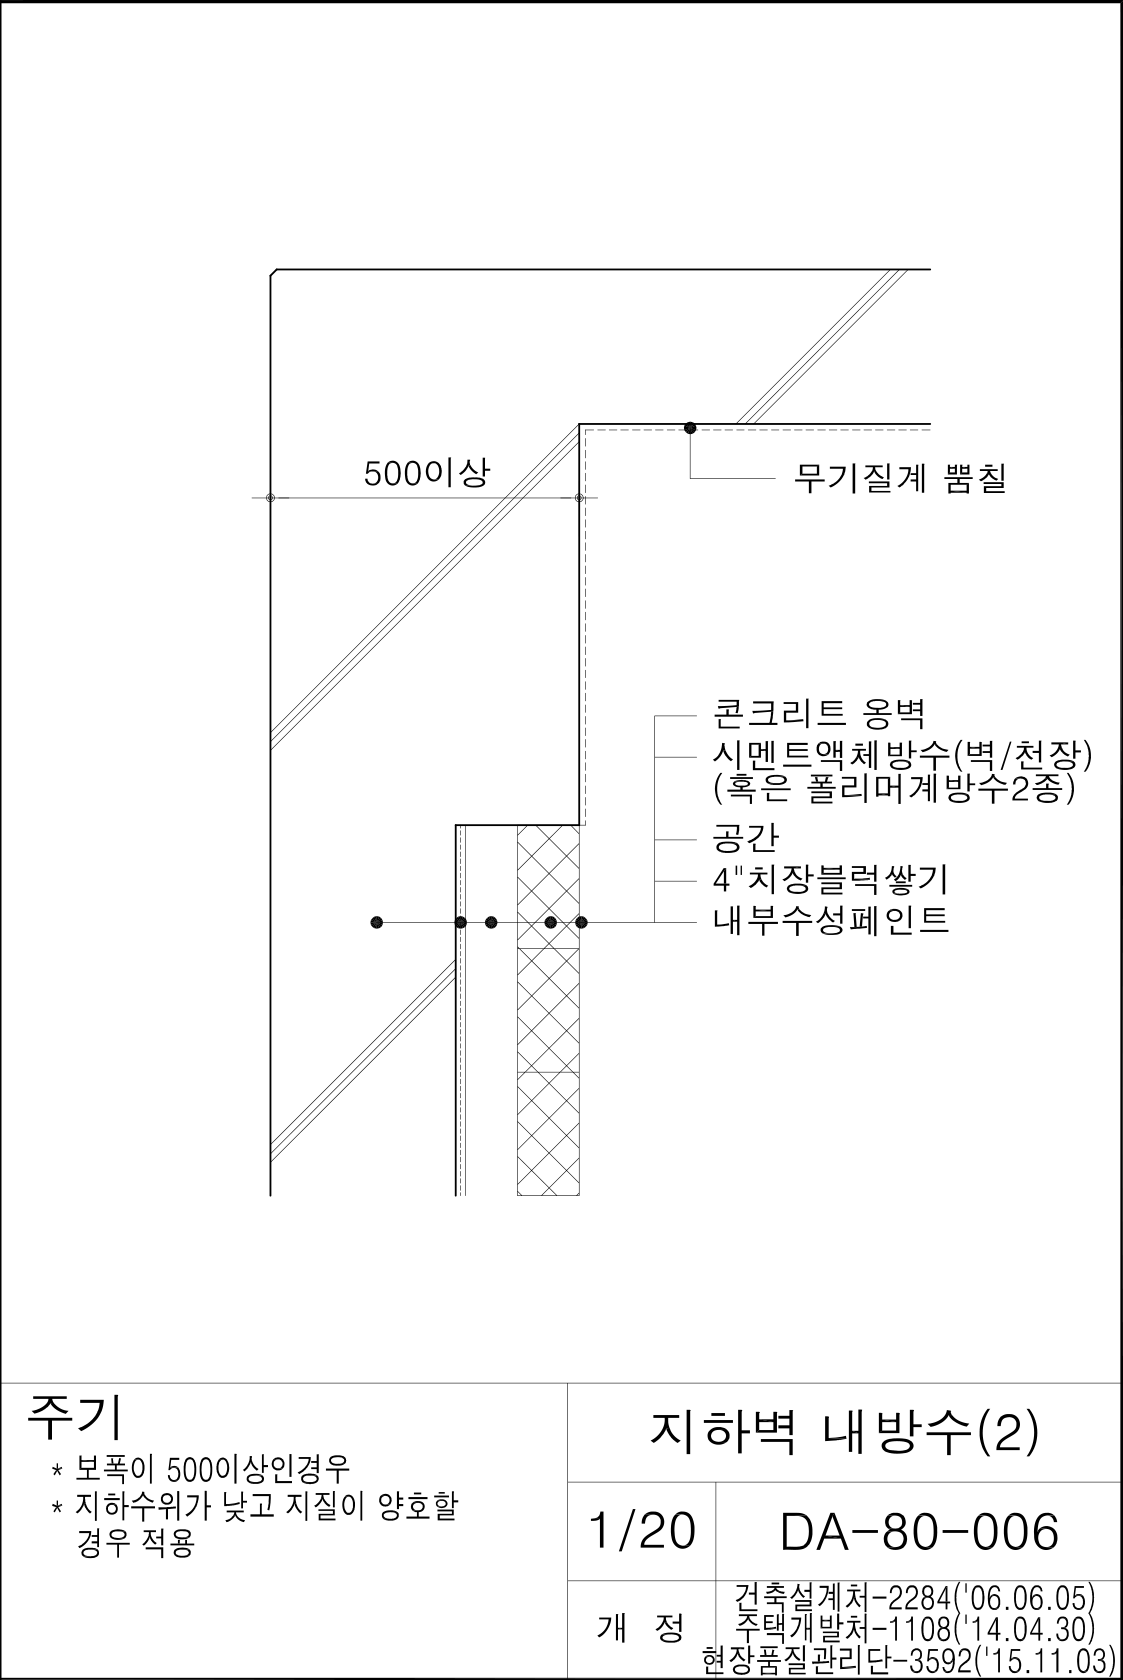 500이상
무기질계 뿜칠
콘크리트 옹벽
시멘트액체방수(벽/천장)
(혹은 폴리머계방수2종)
공간
4"치장블럭쌓기
내부수성페인트
주기
* 보폭이 500이상인경우
* 지하수위가 낮고 지질이 양호할
경우 적용
지하벽 내방수(2)
1/20
DA-80-006
개 정
건축설계처-2284('06.06.05)
주택개발처-1108('14.04.30)
현장품질관리단-3592('15.11.03)